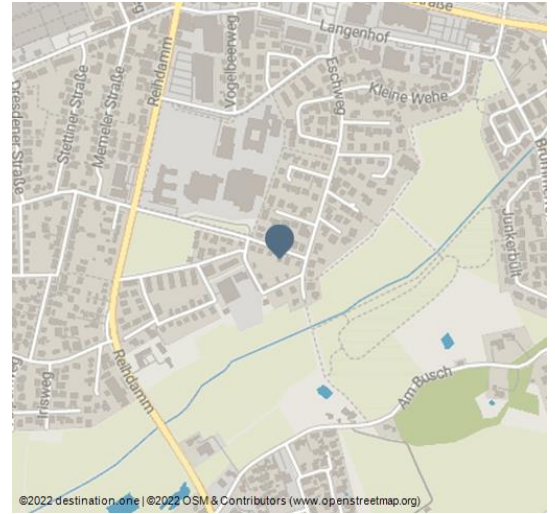 Straße
Langenhof
Vogelbeerweg
Eschweg
Reihdamm
Kleine Wehe
Stettiner Straße
Memeler Straße
Dresdener Straße
Junkerbült
Reihdamm
Am Busch
Irisweg
©2022 destination.one | ©2022 OSM & Contributors (www.openstreetmap.org)